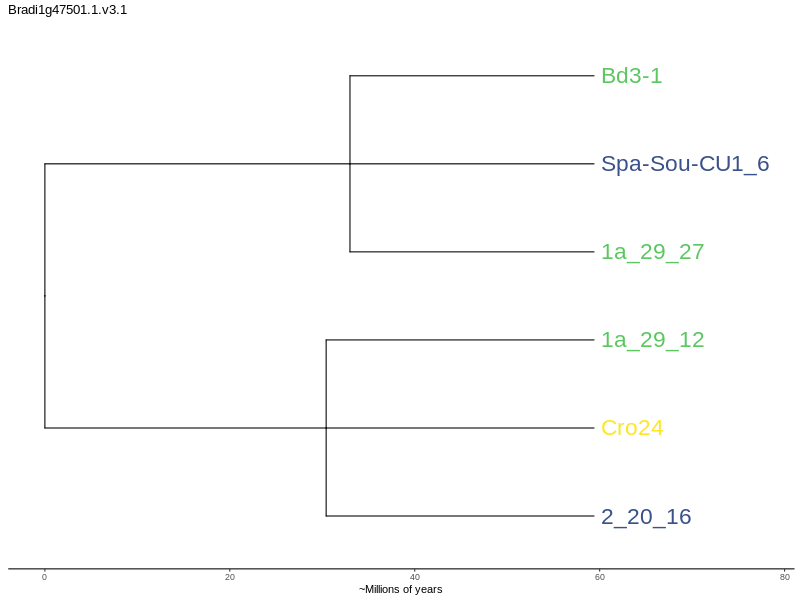 Bradi1g47501.1.v3.1
Bd3-1
Spa-Sou-CU1_6
1a_29_27
1a_29_12
Cro24
2_20_16
0 20 40 60 80
~Millions of years